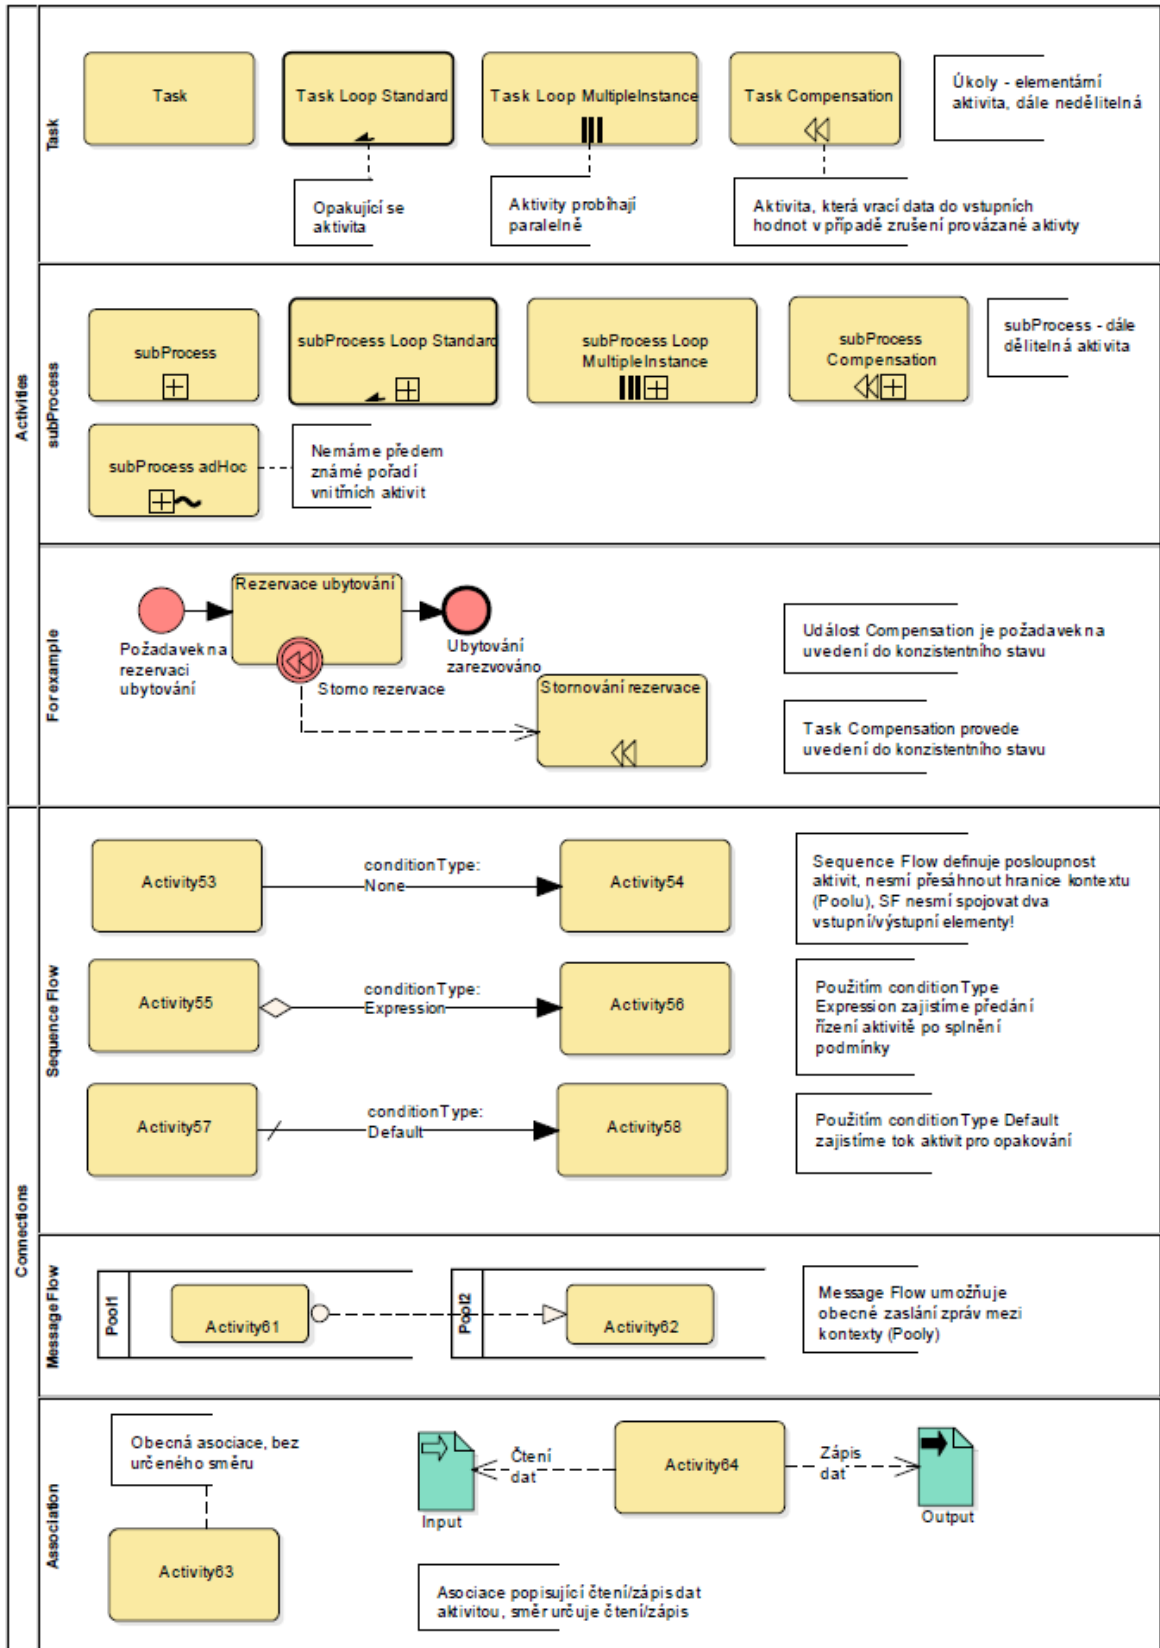 Activities
Task
Task
Task Loop Standard
Task Loop MultipleInstance
Task Compensation
Úkoly - elementární
aktivita, dále nedělitelná
Opakující se
aktivita
Aktivity probíhají
paralelně
Aktivita, která vrací data do vstupních
hodnot v případě zrušení provázané aktivty
subProcess
subProcess
subProcess Loop Standard
subProcess Loop
MultipleInstance
subProcess
Compensation
subProcess - dále
dělitelná aktivita
subProcess adHoc
Nemáme předem
známé pořadí
vnitřních aktivit
For example
Rezervace ubytování
Požadavek na
rezervaci
ubytování
Ubytování
zarezvováno
Storno rezervace
Stornování rezervace
Událost Compensation je požadavek na
uvedení do konzistentního stavu
Task Compensation provede
uvedení do konzistentního stavu
Connections
Sequence Flow
Activity53
conditionType:
None
Activity54
Sequence Flow definuje posloupnost
aktivit, nesmí přesáhnout hranice kontextu
(Poolu), SF nesmí spojovat dva
vstupní/výstupní elementy!
Activity55
conditionType:
Expression
Activity56
Použitím conditionType
Expression zajistíme předání
řízení aktivitě po splnění
podmínky
Activity57
conditionType:
Default
Activity58
Použitím conditionType Default
zajistíme tok aktivit pro opakování
Message Flow
Pool1
Activity61
Pool2
Activity62
Message Flow umožňuje
obecné zaslání zpráv mezi
kontexty (Pooly)
Association
Obecná asociace, bez
určeného směru
Activity63
Input
Čtení
dat
Activity64
Zápis
dat
Output
Asociace popisující čtení/zápis dat
aktivitou, směr určuje čtení/zápis